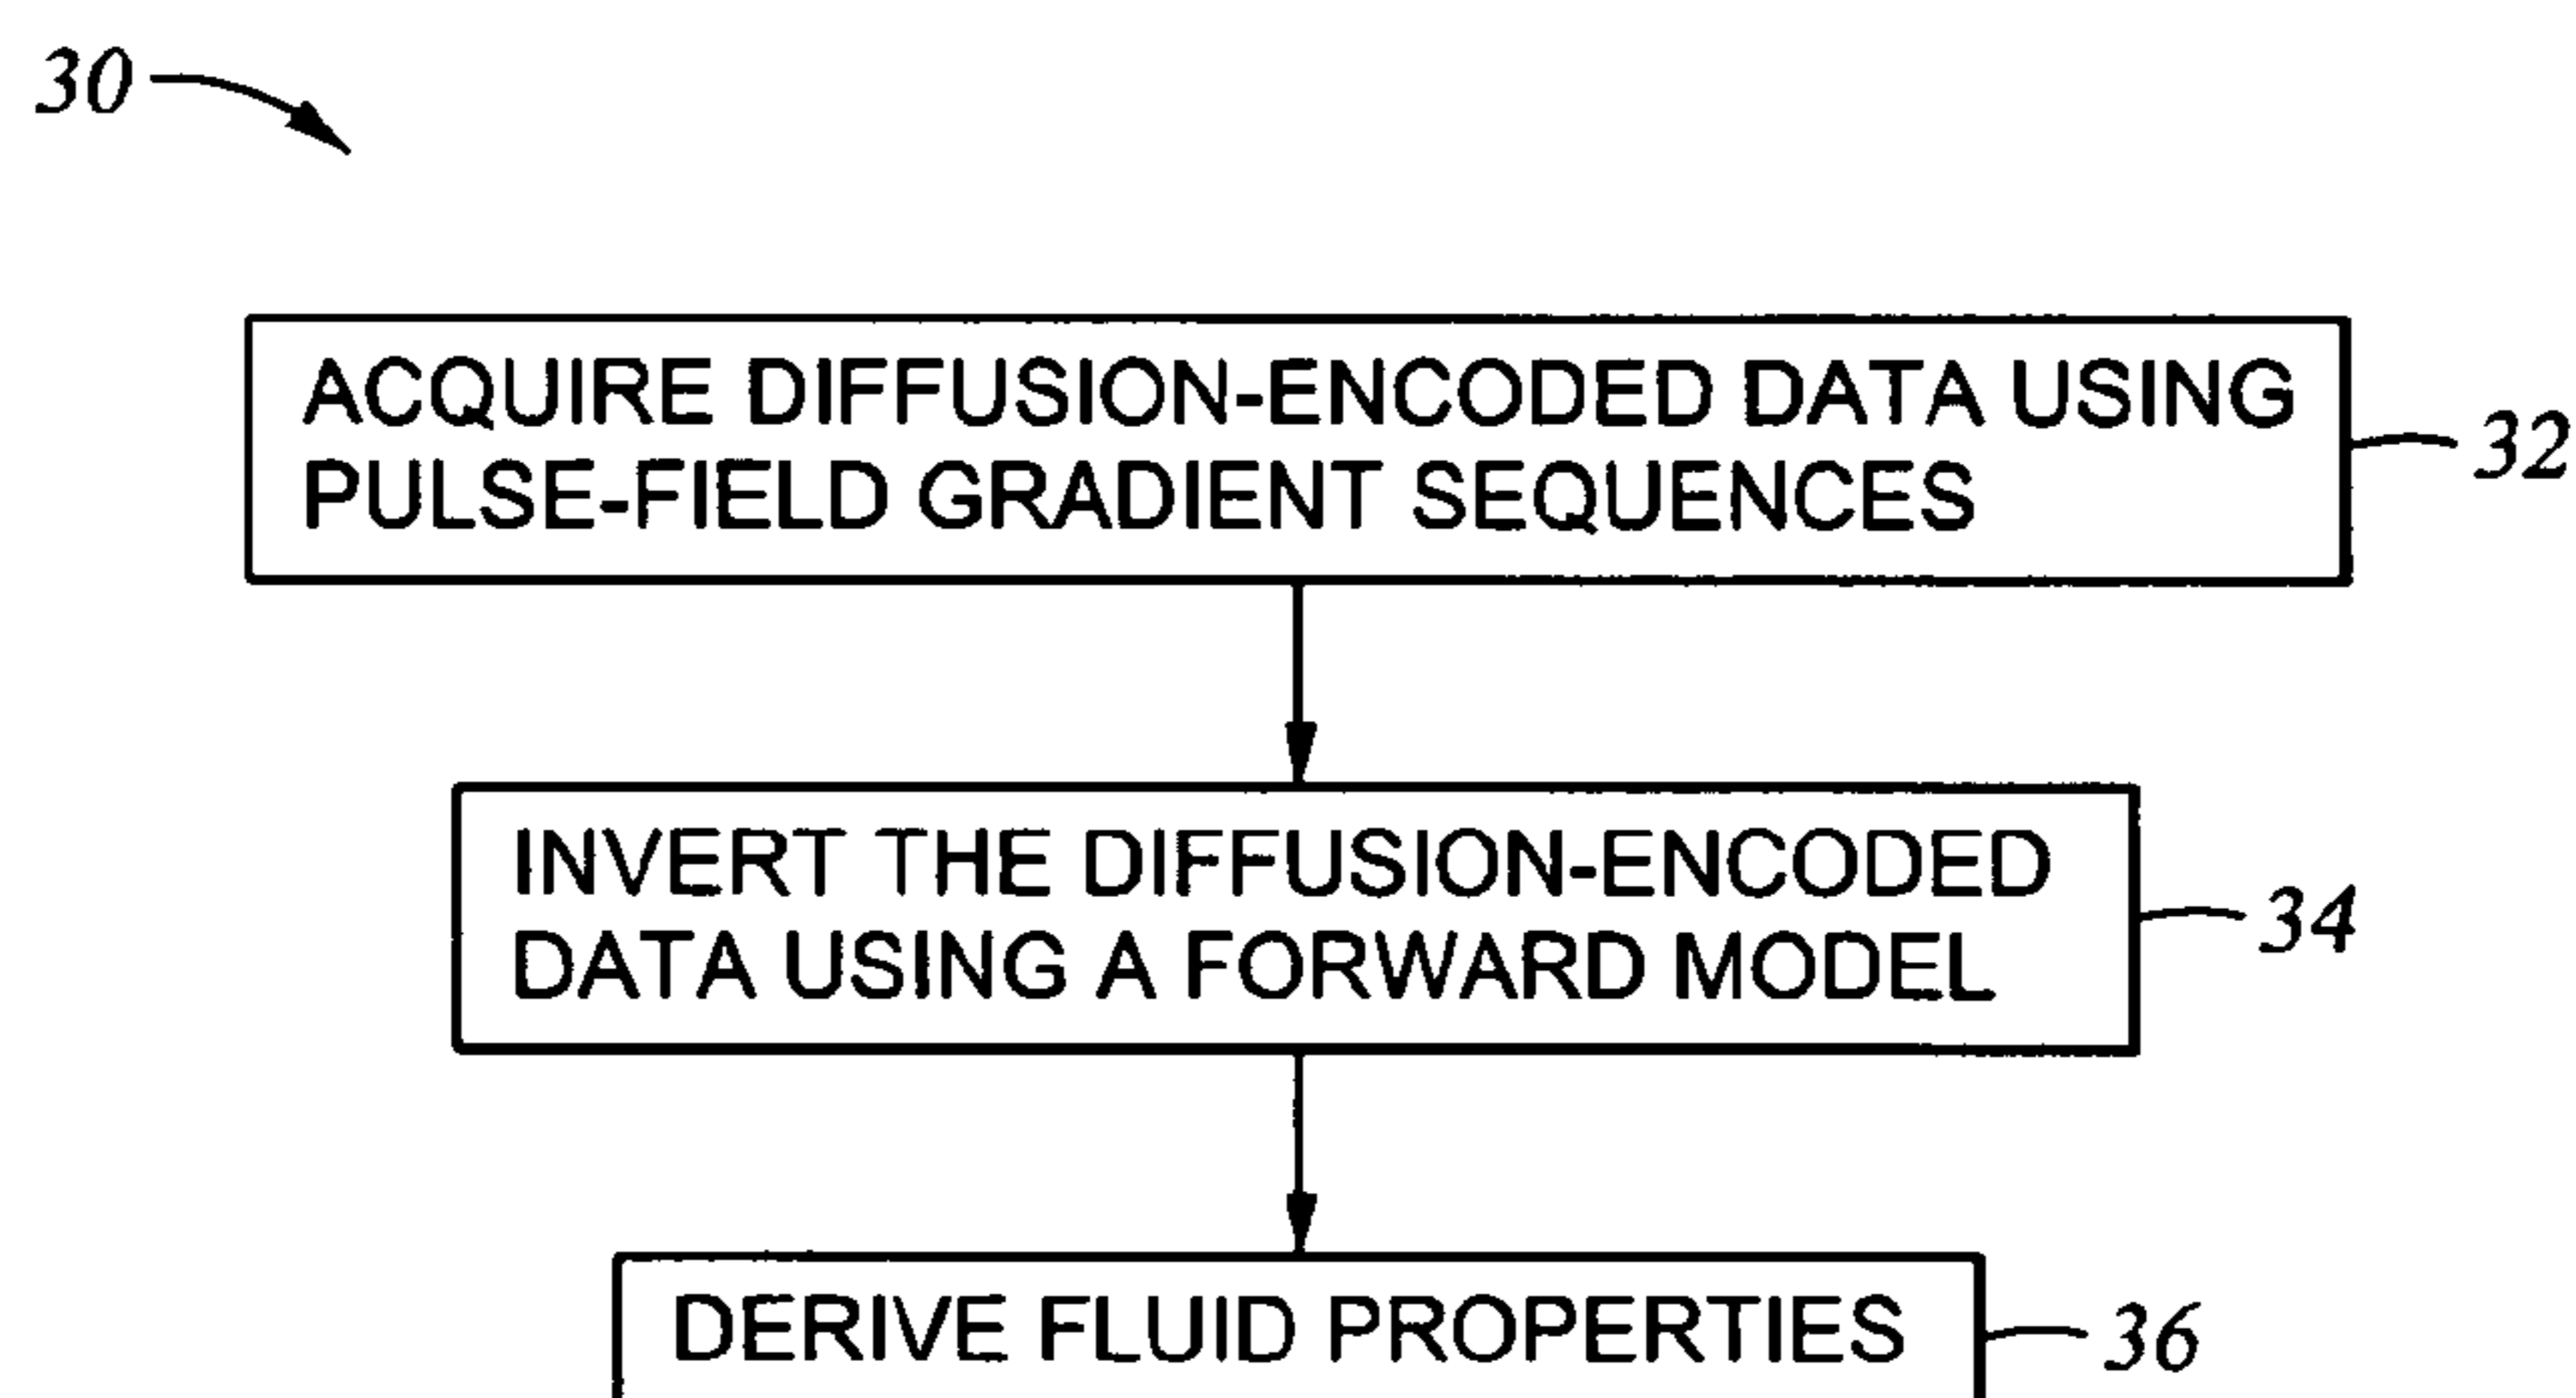 30
ACQUIRE DIFFUSION-ENCODED DATA USING
PULSE-FIELD GRADIENT SEQUENCES
32
INVERT THE DIFFUSION-ENCODED
DATA USING A FORWARD MODEL
34
DERIVE FLUID PROPERTIES
36